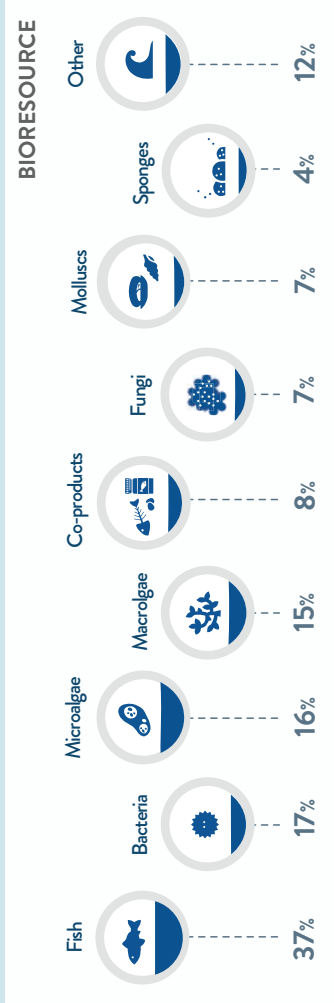 BIORESOURCE
Fish
37%
Bacteria
17%
Microalgae
16%
Macrolgae
15%
Co-products
8%
Fungi
7%
Molluscs
7%
Sponges
4%
Other
12%